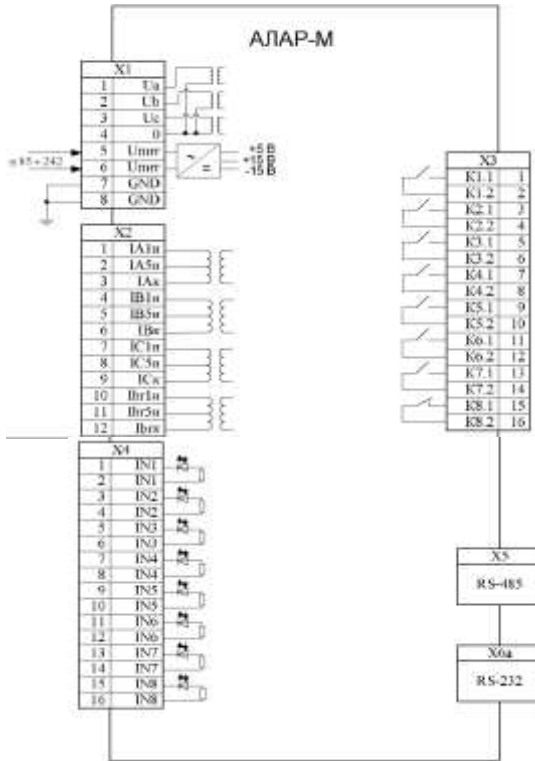 АЛАР-М
X1
1 Ua
2 Ub
3 Uc
4 0
5 Uпит
6 Uпит
7 GND
8 GND
85 ÷ 242
~
=
+5 В
+15 В
-15 В
X2
1 IA1н
2 IA5н
3 IAк
4 IB1н
5 IB5н
6 IBк
7 IC1н
8 IC5н
9 ICк
10 Ibr1н
11 Ibr5н
12 Ibrк
X3
K1.1 1
K1.2 2
K2.1 3
K2.2 4
K3.1 5
K3.2 6
K4.1 7
K4.2 8
K5.1 9
K5.2 10
K6.1 11
K6.2 12
K7.1 13
K7.2 14
K8.1 15
K8.2 16
X4
1 IN1
2 IN1
3 IN2
4 IN2
5 IN3
6 IN3
7 IN4
8 IN4
9 IN5
10 IN5
11 IN6
12 IN6
13 IN7
14 IN7
15 IN8
16 IN8
X5
RS-485
X6a
RS-232